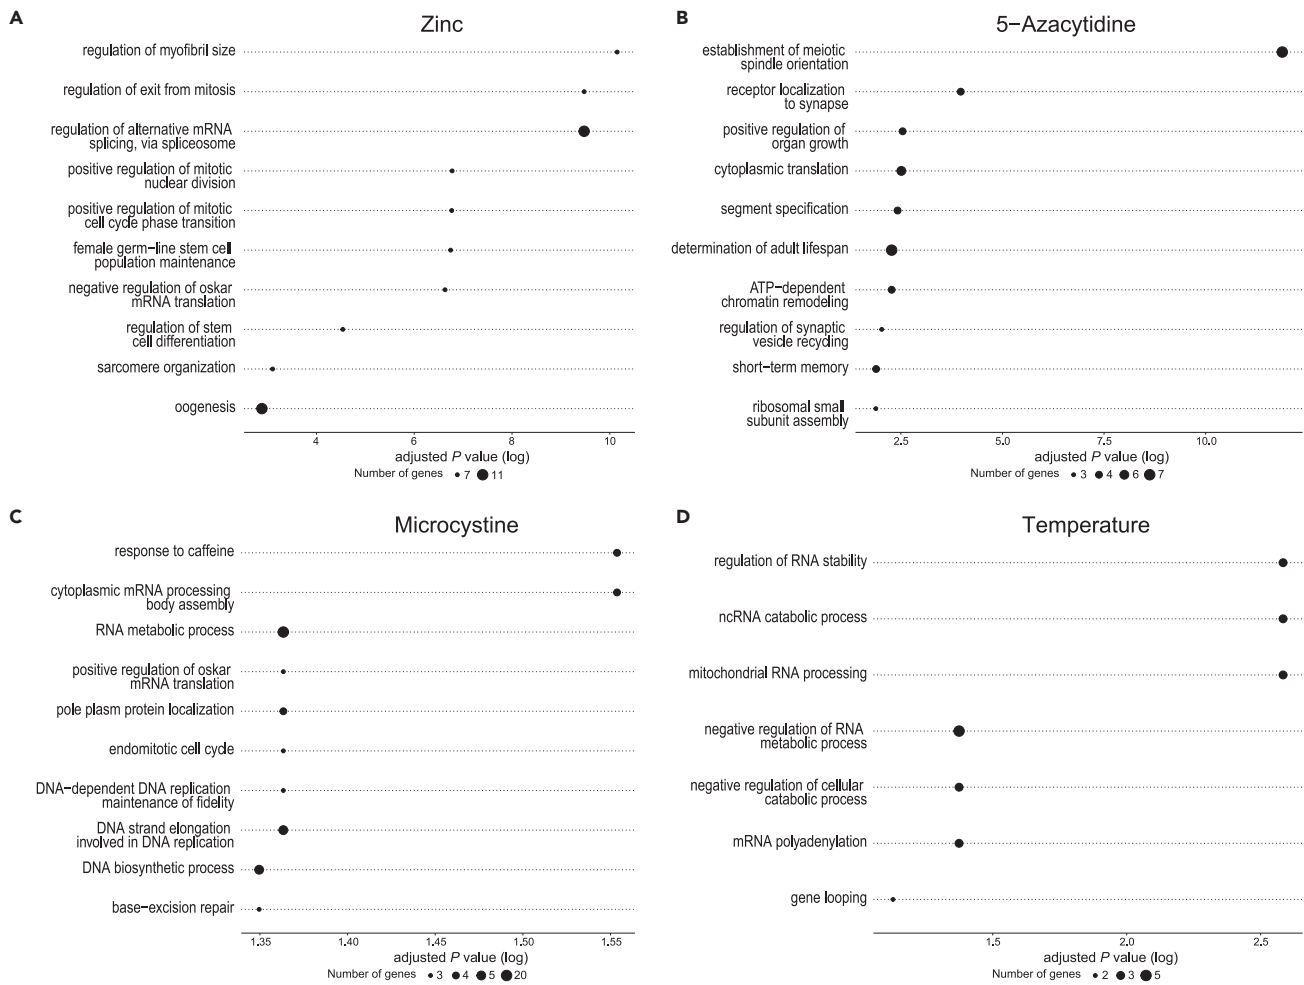 A
Zinc
regulation of myofibril size
regulation of exit from mitosis
regulation of alternative mRNA
splicing, via spliceosome
positive regulation of mitotic
nuclear division
positive regulation of mitotic
cell cycle phase transition
female germ−line stem cell
population maintenance
negative regulation of oskar
mRNA translation
regulation of stem
cell differentiation
sarcomere organization
oogenesis
4 6 8 10
adjusted P value (log)
Number of genes 7 11
B
5−Azacytidine
establishment of meiotic
spindle orientation
receptor localization
to synapse
positive regulation of
organ growth
cytoplasmic translation
segment specification
determination of adult lifespan
ATP−dependent
chromatin remodeling
regulation of synaptic
vesicle recycling
short−term memory
ribosomal small
subunit assembly
2.5 5.0 7.5 10.0
adjusted P value (log)
Number of genes 3 4 6 7
C
Microcystine
response to caffeine
cytoplasmic mRNA processing
body assembly
RNA metabolic process
positive regulation of oskar
mRNA translation
pole plasm protein localization
endomitotic cell cycle
DNA−dependent DNA replication
maintenance of fidelity
DNA strand elongation
involved in DNA replication
DNA biosynthetic process
base−excision repair
1.35 1.40 1.45 1.50 1.55
adjusted P value (log)
Number of genes 3 4 5 20
D
Temperature
regulation of RNA stability
ncRNA catabolic process
mitochondrial RNA processing
negative regulation of RNA
metabolic process
negative regulation of cellular
catabolic process
mRNA polyadenylation
gene looping
1.5 2.0 2.5
adjusted P value (log)
Number of genes 2 3 5